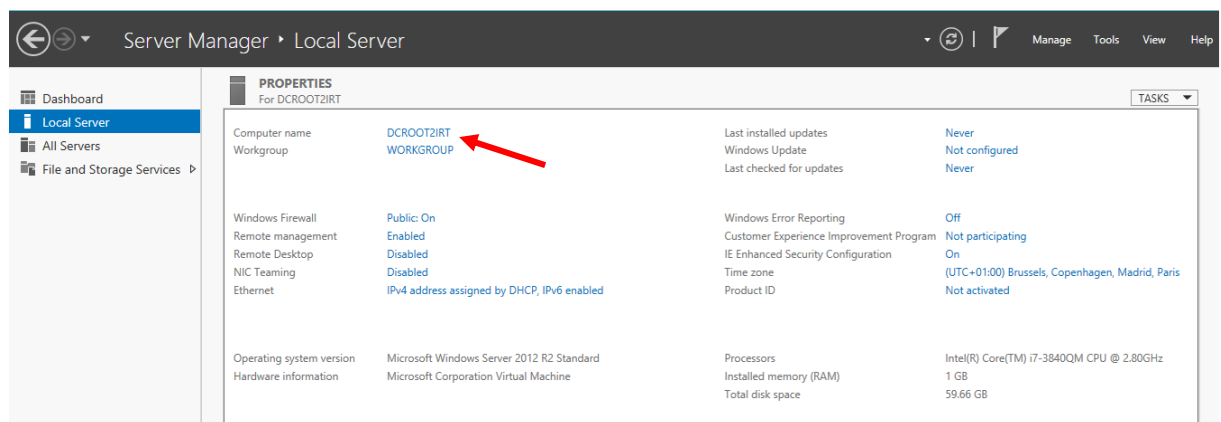 Server Manager ‣ Local Server
Manage Tools View Help
Dashboard
Local Server
All Servers
File and Storage Services
PROPERTIES
For DCROOT2IRT
TASKS
Computer name DCROOT2IRT
Workgroup WORKGROUP
Last installed updates Never
Windows Update Not configured
Last checked for updates Never
Windows Firewall Public: On
Remote management Enabled
Remote Desktop Disabled
NIC Teaming Disabled
Ethernet IPv4 address assigned by DHCP, IPv6 enabled
Windows Error Reporting Off
Customer Experience Improvement Program Not participating
IE Enhanced Security Configuration On
Time zone (UTC+01:00) Brussels, Copenhagen, Madrid, Paris
Product ID Not activated
Operating system version Microsoft Windows Server 2012 R2 Standard
Hardware information Microsoft Corporation Virtual Machine
Processors Intel(R) Core(TM) i7-3840QM CPU @ 2.80GHz
Installed memory (RAM) 1 GB
Total disk space 59.66 GB